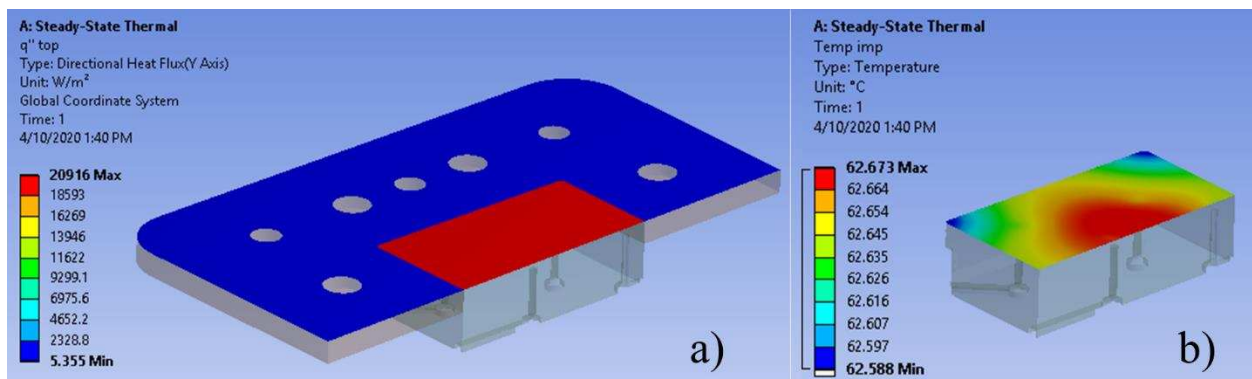 A: Steady-State Thermal
q" top
Type: Directional Heat Flux(Y Axis)
Unit: W/m²
Global Coordinate System
Time: 1
4/10/2020 1:40 PM
20916 Max
18593
16269
13946
11622
9299.1
6975.6
4652.2
2328.8
5.355 Min
a)
A: Steady-State Thermal
Temp imp
Type: Temperature
Unit: °C
Time: 1
4/10/2020 1:40 PM
62.673 Max
62.664
62.654
62.645
62.635
62.626
62.616
62.607
62.597
62.588 Min
b)